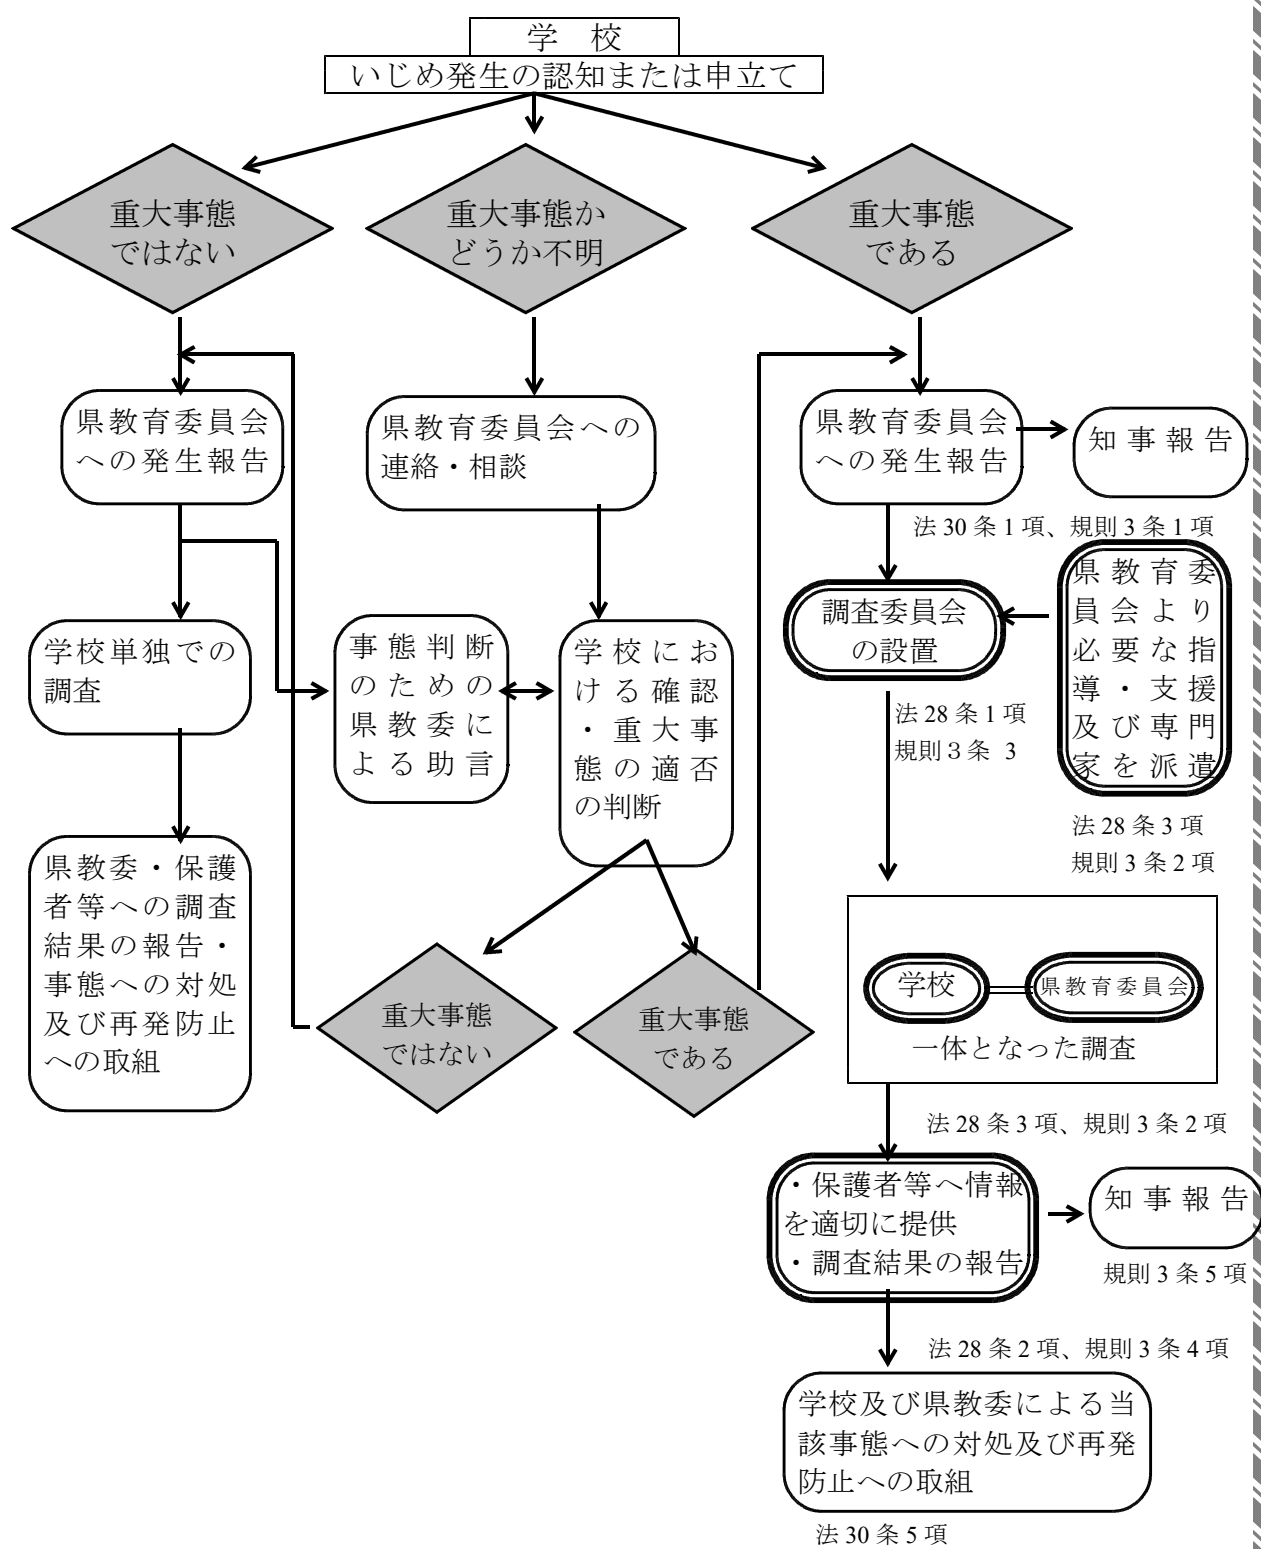 学　校
いじめ発生の認知または申立て
重大事態
ではない
重大事態か
どうか不明
重大事態
である
県教育委員会
への発生報告
県教育委員会への
連絡・相談
県教育委員会
への発生報告
知事報告
法 30 条 1 項、規則 3 条 1 項
調査委員会
の設置
県教育委
員会より
必要な指
導・支援
及び専門
家を派遣
学校単独での
調査
事態判断
のための
県教委に
よる助言
学校にお
ける確認
・重大事
態の適否
の判断
法 28 条 1 項
規則３条 3
法 28 条 3 項
規則 3 条 2 項
県教委・保護
者等への調査
結果の報告・
事態への対処
及び再発防止
への取組
重大事態
ではない
重大事態
である
学校
県教育委員会
一体となった調査
法 28 条 3 項、規則 3 条 2 項
・保護者等へ情報
を適切に提供
・調査結果の報告
知事報告
規則 3 条 5 項
法 28 条 2 項、規則 3 条 4 項
学校及び県教委による当
該事態への対処及び再発
防止への取組
法 30 条 5 項